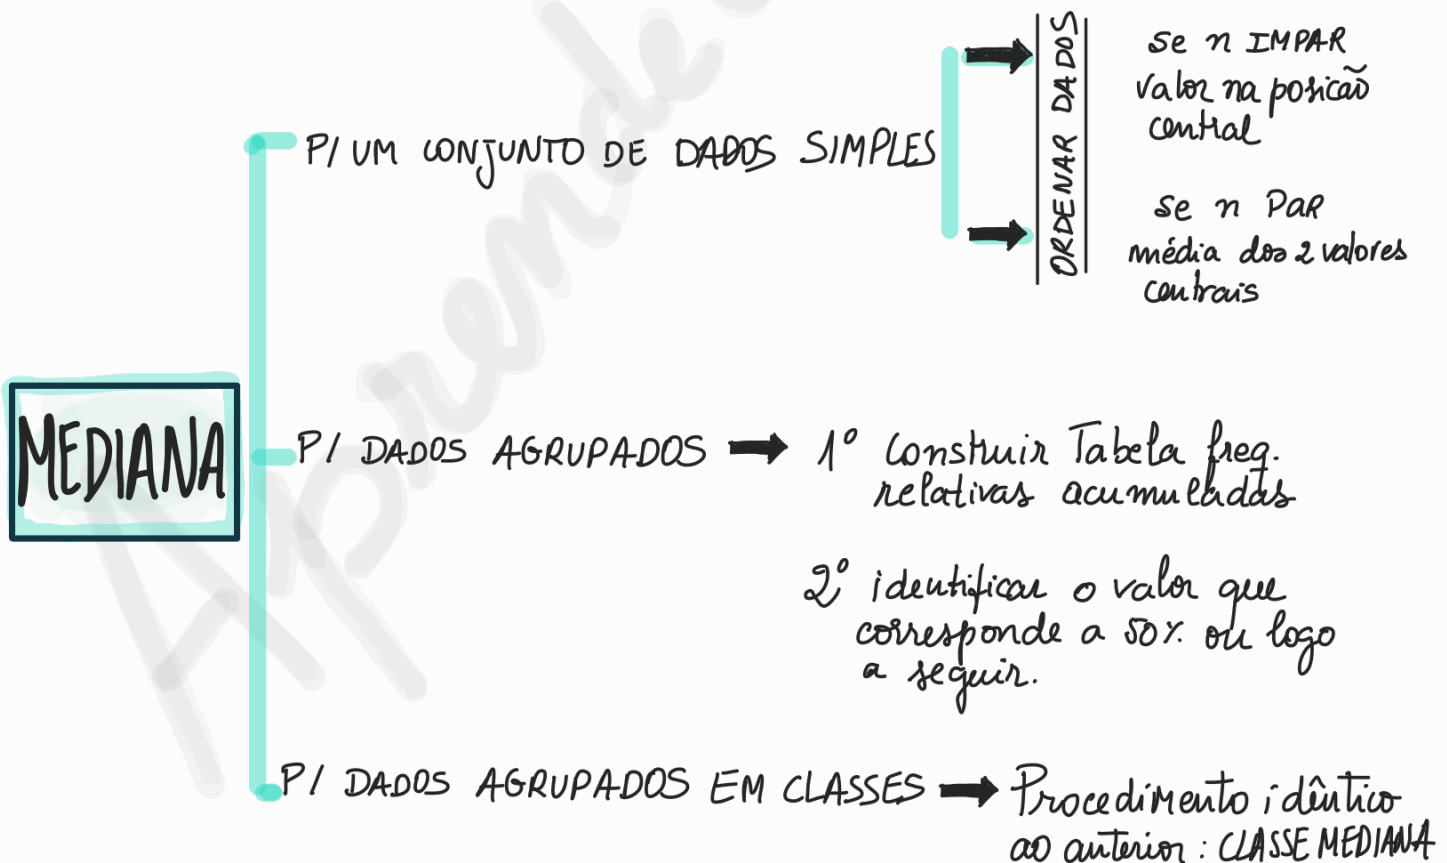 MEDIANA
P/ UM CONJUNTO DE DADOS SIMPLES
ORDENAR DADOS
se n IMPAR
valor na posicão
central
se n PAR
média dos 2 valores
centrais
P/ DADOS AGRUPADOS
1º Construir Tabela freq.
relativas acumuladas
2º identificar o valor que
corresponde a 50% ou logo
a seguir.
P/ DADOS AGRUPADOS EM CLASSES
Procedimento idêntico
ao anterior: CLASSE MEDIANA